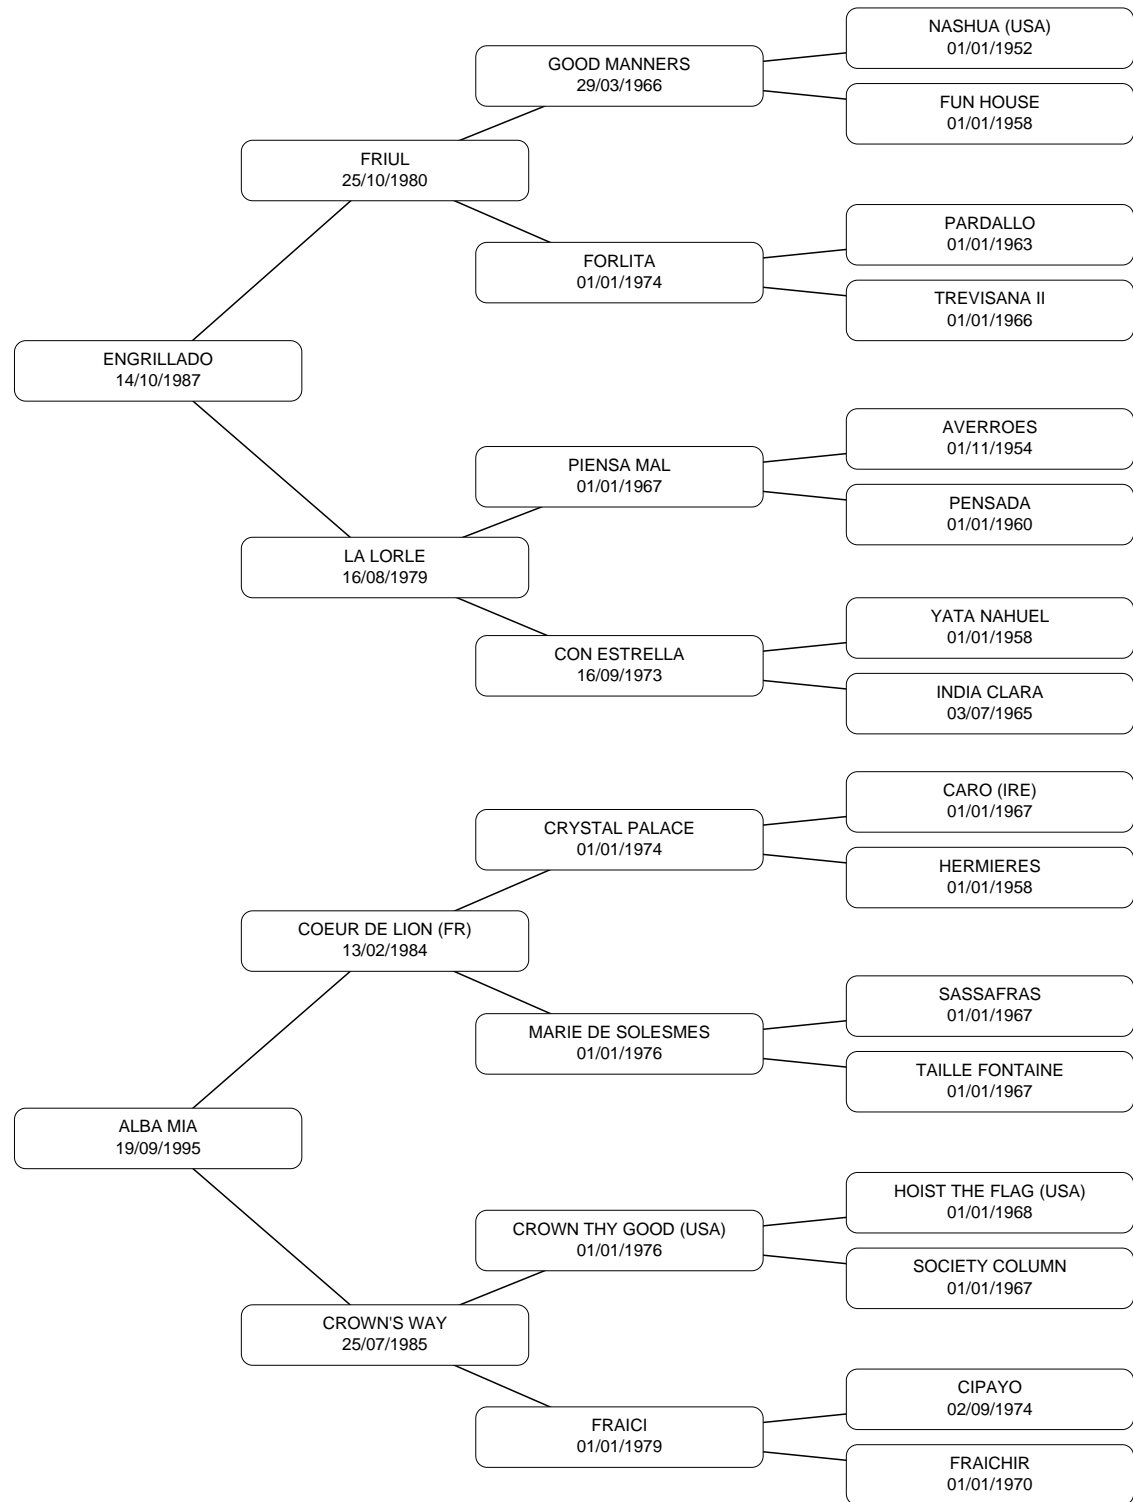 NASHUA (USA)
01/01/1952
GOOD MANNERS
29/03/1966
FUN HOUSE
01/01/1958
FRIUL
25/10/1980
PARDALLO
01/01/1963
FORLITA
01/01/1974
TREVISANA II
01/01/1966
ENGRILLADO
14/10/1987
AVERROES
01/11/1954
PIENSA MAL
01/01/1967
PENSADA
01/01/1960
LA LORLE
16/08/1979
YATA NAHUEL
01/01/1958
CON ESTRELLA
16/09/1973
INDIA CLARA
03/07/1965
CARO (IRE)
01/01/1967
CRYSTAL PALACE
01/01/1974
HERMIERES
01/01/1958
COEUR DE LION (FR)
13/02/1984
SASSAFRAS
01/01/1967
MARIE DE SOLESMES
01/01/1976
TAILLE FONTAINE
01/01/1967
ALBA MIA
19/09/1995
HOIST THE FLAG (USA)
01/01/1968
CROWN THY GOOD (USA)
01/01/1976
SOCIETY COLUMN
01/01/1967
CROWN'S WAY
25/07/1985
CIPAYO
02/09/1974
FRAICI
01/01/1979
FRAICHIR
01/01/1970